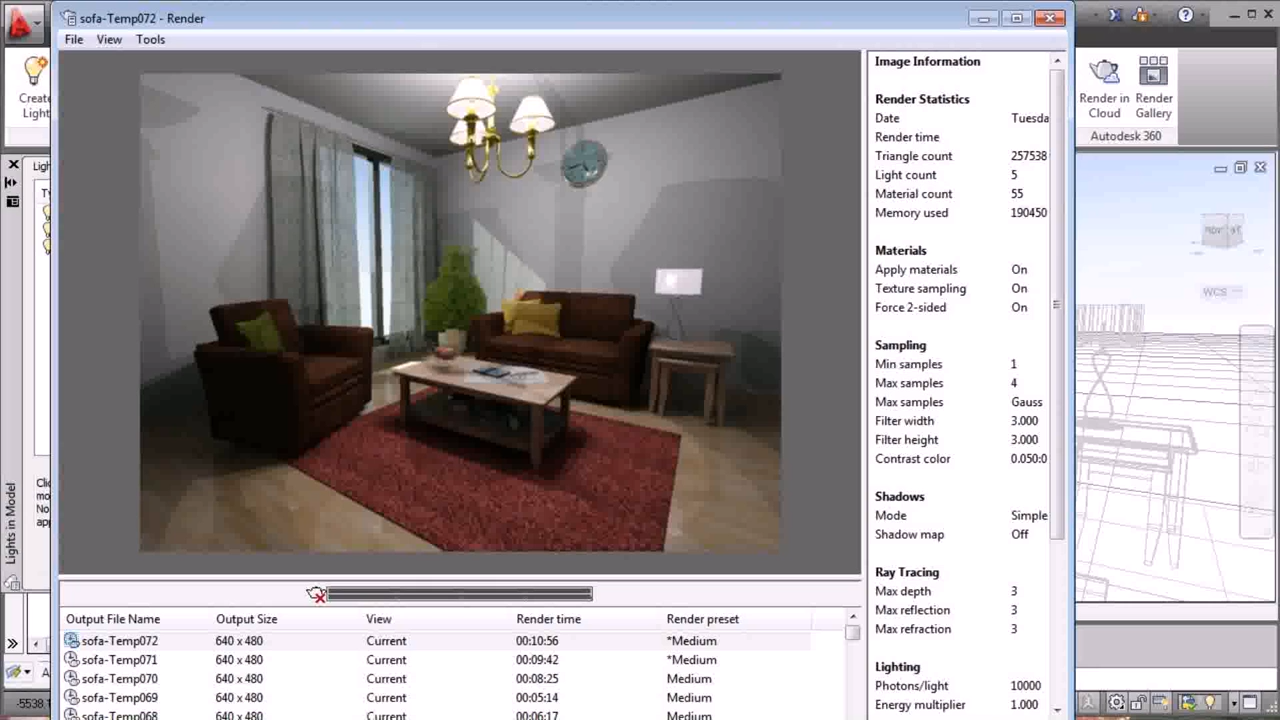 sofa-Temp072 - Render
File View Tools
Create
Light
Ligh
Ty
Clic
mo
No
app
Lights in Model
Image Information
Render Statistics
Date Tuesda
Render time
Triangle count 257538
Light count 5
Material count 55
Memory used 190450
Materials
Apply materials On
Texture sampling On
Force 2-sided On
Sampling
Min samples 1
Max samples 4
Max samples Gauss
Filter width 3.000
Filter height 3.000
Contrast color 0.050:0
Shadows
Mode Simple
Shadow map Off
Ray Tracing
Max depth 3
Max reflection 3
Max refraction 3
Lighting
Photons/light 10000
Energy multiplier 1.000
Output File Name Output Size View Render time Render preset
sofa-Temp072 640 x 480 Current 00:10:56 *Medium
sofa-Temp071 640 x 480 Current 00:09:42 *Medium
sofa-Temp070 640 x 480 Current 00:08:25 Medium
sofa-Temp069 640 x 480 Current 00:05:14 Medium
sofa-Temp068 640 x 480 Current 00:06:17 Medium
Render in
Cloud
Render
Gallery
Autodesk 360
WCS
-5538.1